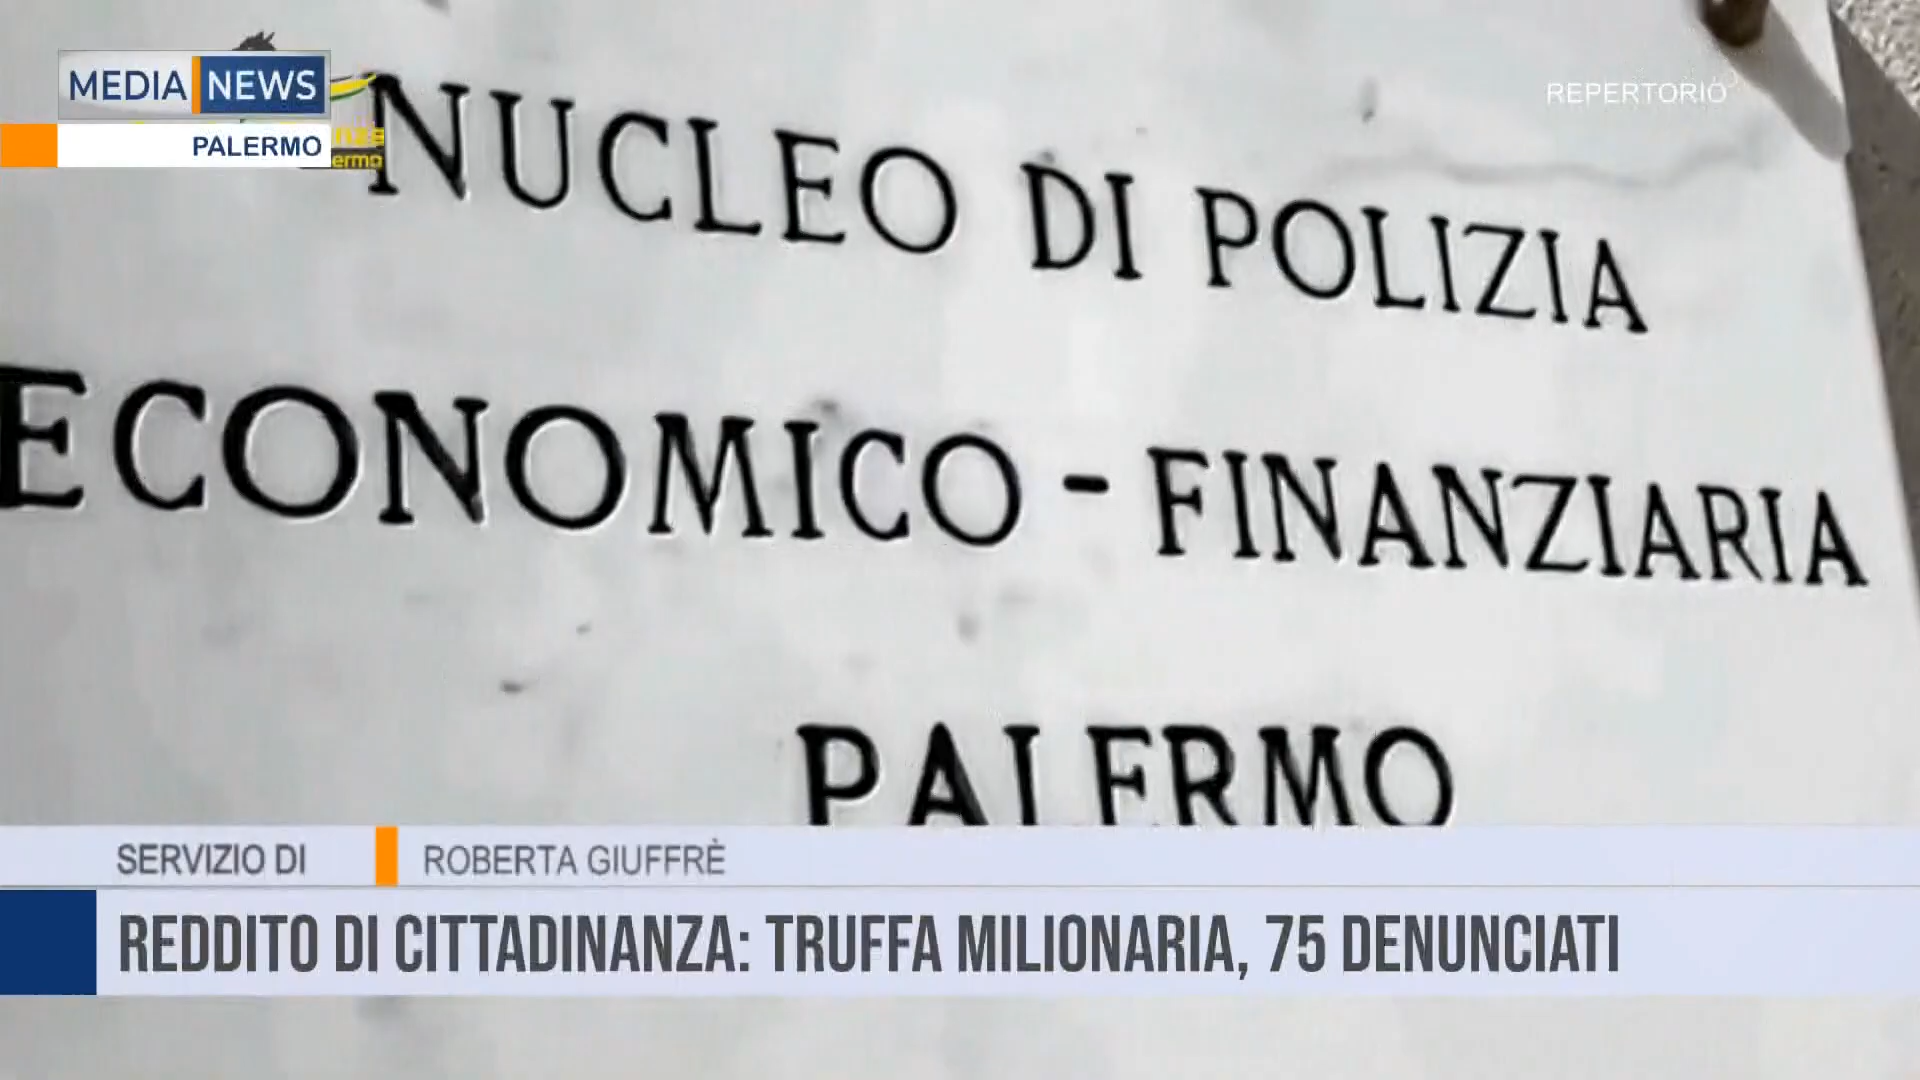 MEDIA NEWS
PALERMO
REPERTORIO
NUCLEO DI POLIZIA
ECONOMICO - FINANZIARIA
PALERMO
SERVIZIO DI ROBERTA GIUFFRÈ
REDDITO DI CITTADINANZA: TRUFFA MILIONARIA, 75 DENUNCIATI